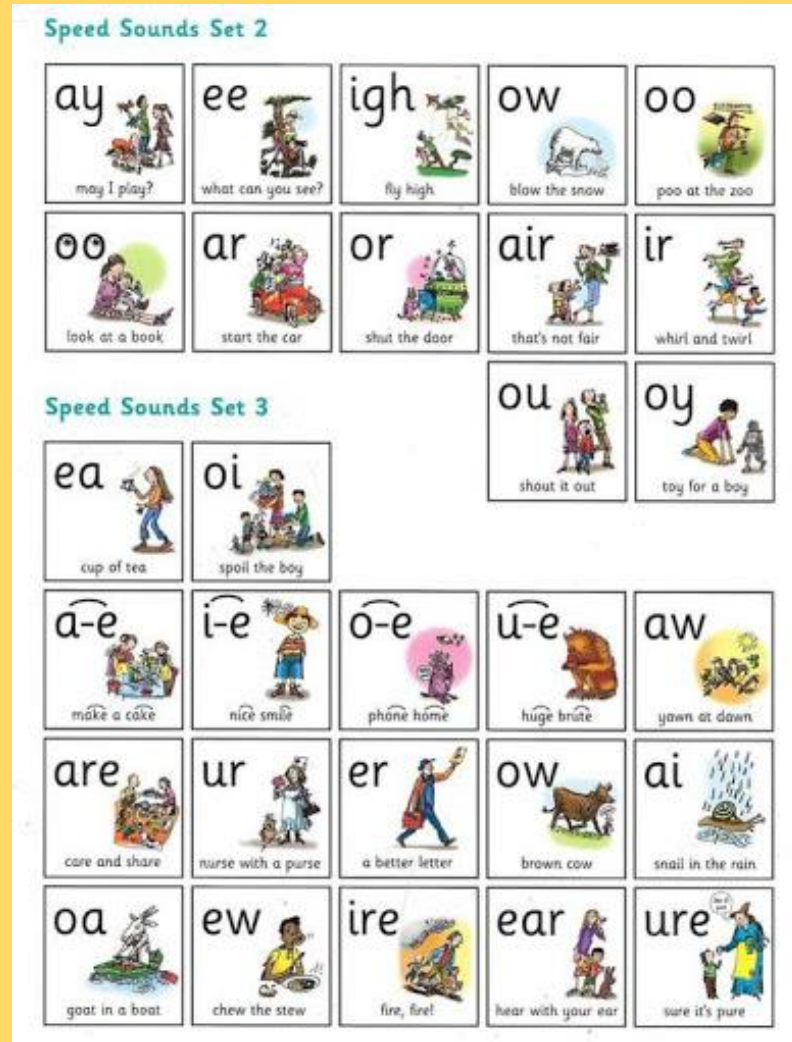 Speed Sounds Set 2
ay
may I play?
ee
what can you see?
igh
fly high
ow
blow the snow
oo
poo at the zoo
oo
look at a book
ar
start the car
or
shut the door
air
that's not fair
ir
whirl and twirl
ou
shout it out
oy
toy for a boy
Speed Sounds Set 3
ea
cup of tea
oi
spoil the boy
a-e
make a cake
i-e
nice smile
o-e
phone home
u-e
huge brute
aw
yawn at dawn
are
care and share
ur
nurse with a purse
er
a better letter
ow
brown cow
ai
snail in the rain
oa
goat in a boat
ew
chew the stew
ire
fire, fire!
ear
hear with your ear
ure
sure it's pure